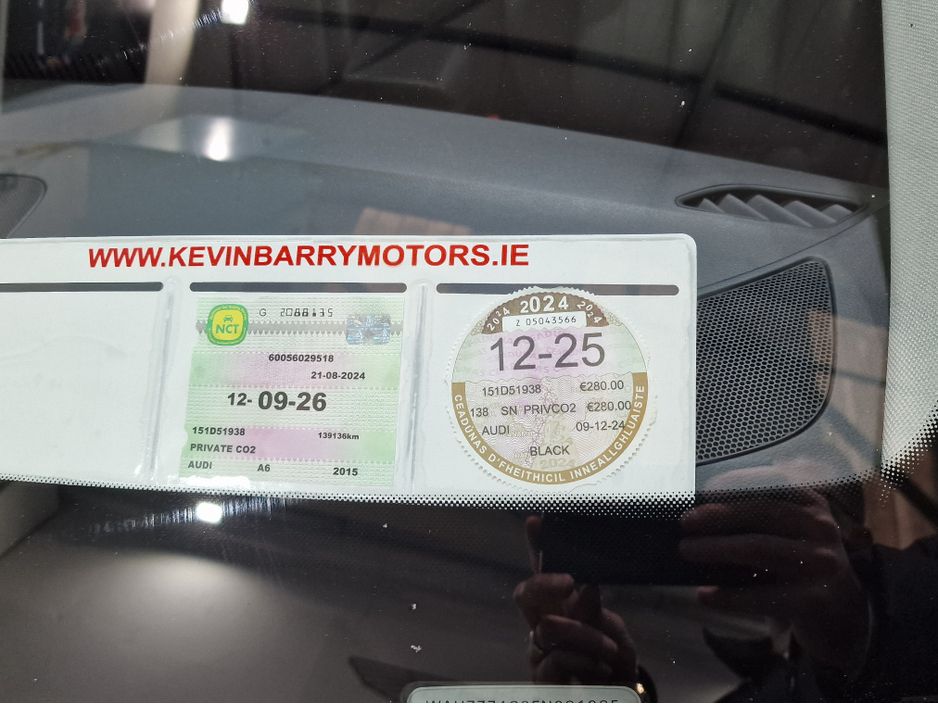 WWW.KEVINBARRYMOTORS.IE
NCT
G 2088135
60056029518
21-08-2024
12- 09-26
151D51938 139136km
PRIVATE CO2
AUDI A6 2015
2024 2024 2024
Z 05043566
12-25
151D51938 €280.00
138 SN PRIVCO2 €280.00
AUDI 09-12-24
BLACK
2024
CEADÚNAS D'FHEITHICIL INNEALLGHLUAISTE